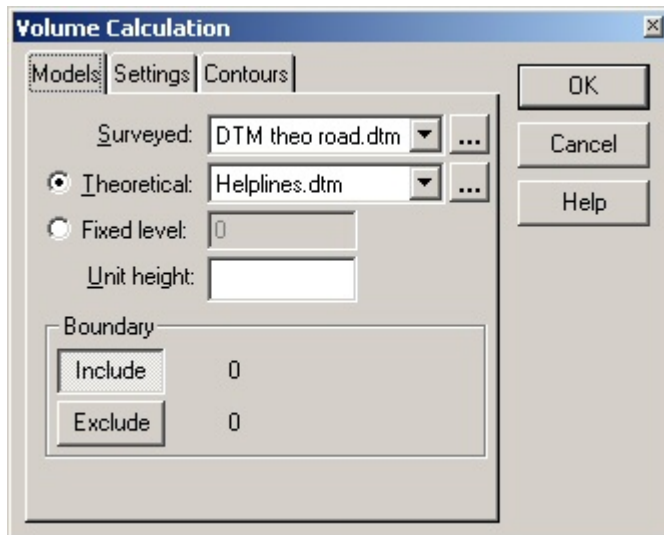 Volume Calculation
Models Settings Contours
Surveyed: DTM theo road.dtm ...
Theoretical: Helplines.dtm ...
Fixed level: 0
Unit height:
Boundary
Include 0
Exclude 0
OK
Cancel
Help